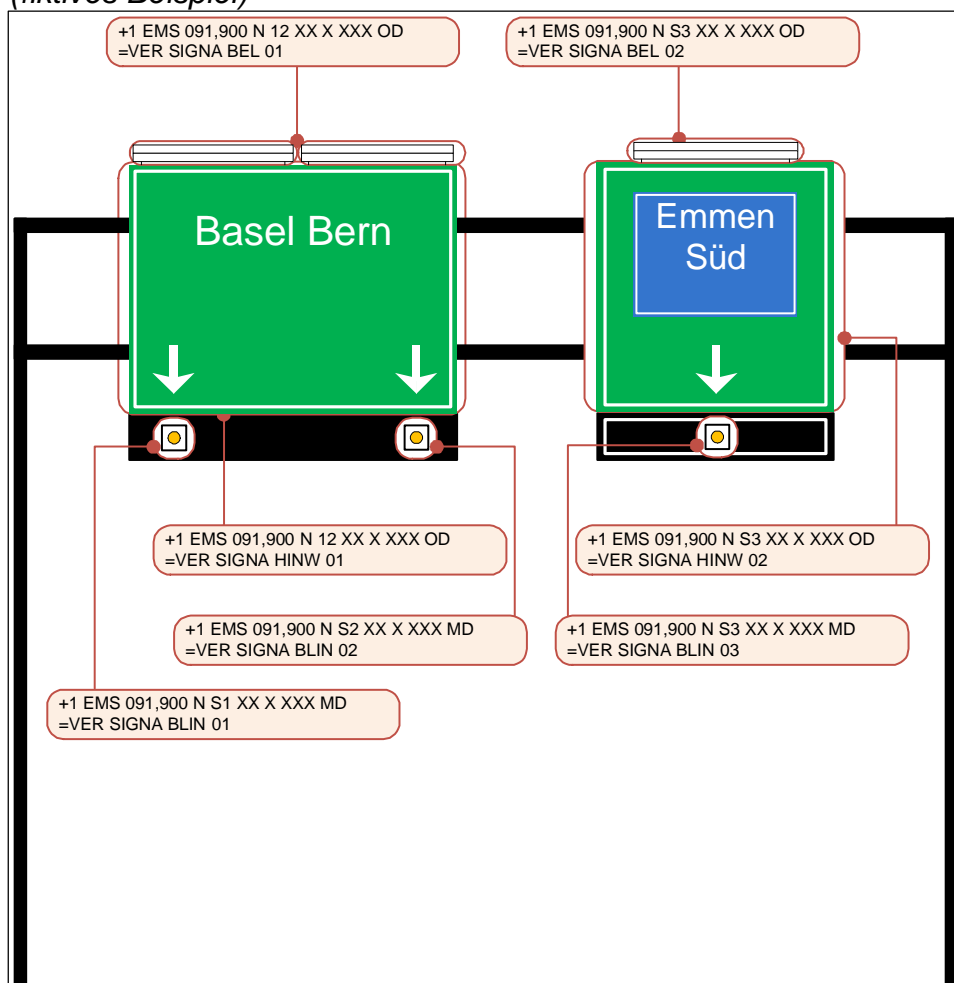 (fiktives Beispiel)
+1 EMS 091,900 N 12 XX X XXX OD
=VER SIGNA BEL 01
+1 EMS 091,900 N S3 XX X XXX OD
=VER SIGNA BEL 02
Basel Bern
Emmen
Süd
+1 EMS 091,900 N 12 XX X XXX OD
=VER SIGNA HINW 01
+1 EMS 091,900 N S3 XX X XXX OD
=VER SIGNA HINW 02
+1 EMS 091,900 N S2 XX X XXX MD
=VER SIGNA BLIN 02
+1 EMS 091,900 N S3 XX X XXX MD
=VER SIGNA BLIN 03
+1 EMS 091,900 N S1 XX X XXX MD
=VER SIGNA BLIN 01